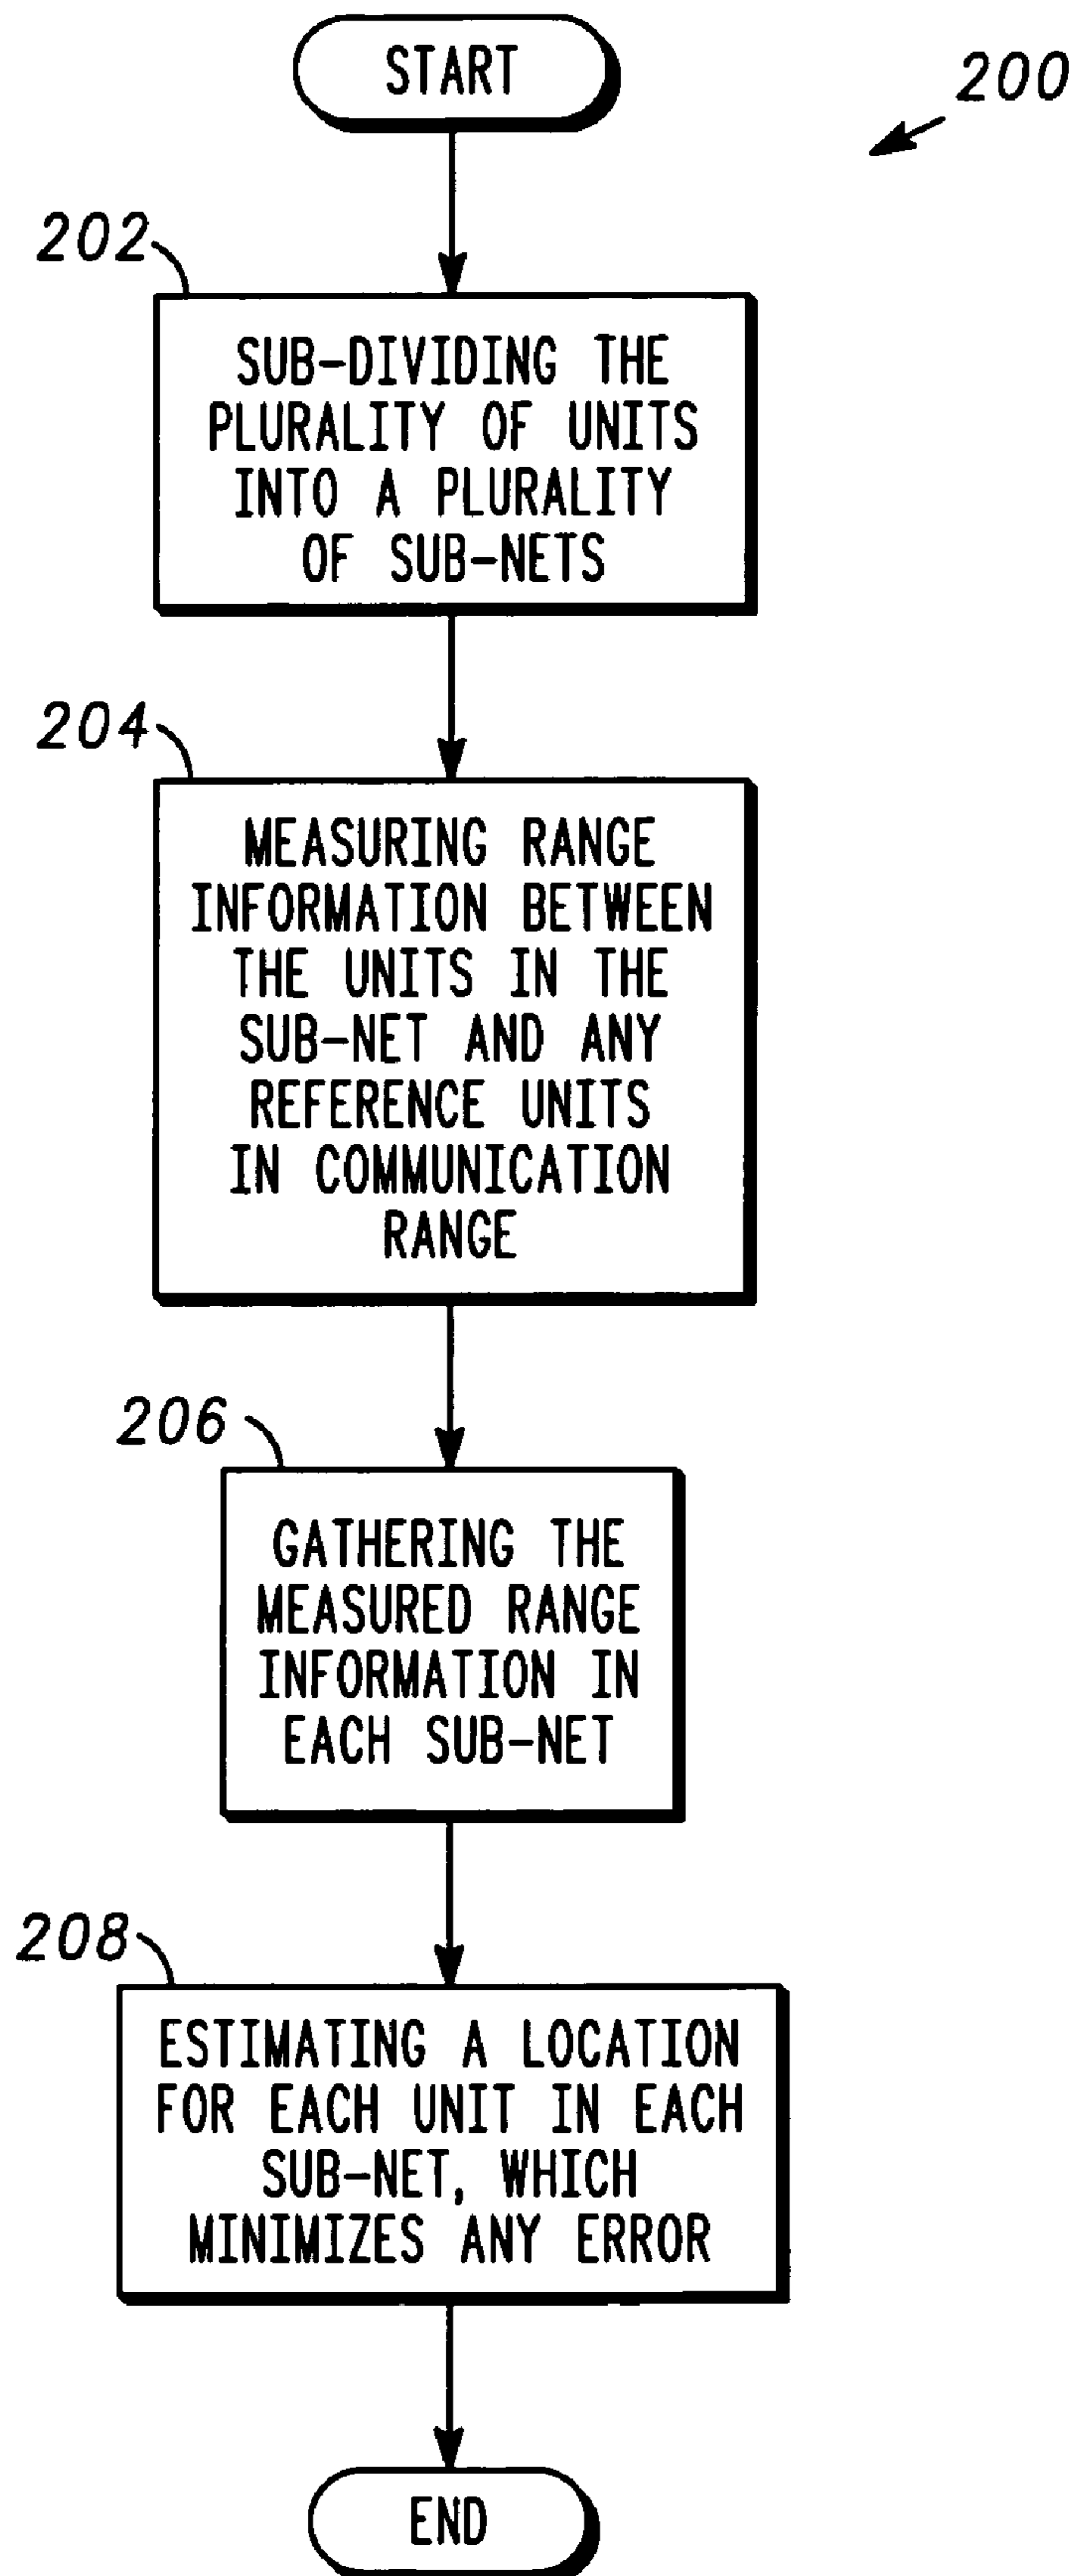 START
200
202
SUB-DIVIDING THE
PLURALITY OF UNITS
INTO A PLURALITY
OF SUB-NETS
204
MEASURING RANGE
INFORMATION BETWEEN
THE UNITS IN THE
SUB-NET AND ANY
REFERENCE UNITS
IN COMMUNICATION
RANGE
206
GATHERING THE
MEASURED RANGE
INFORMATION IN
EACH SUB-NET
208
ESTIMATING A LOCATION
FOR EACH UNIT IN EACH
SUB-NET, WHICH
MINIMIZES ANY ERROR
END